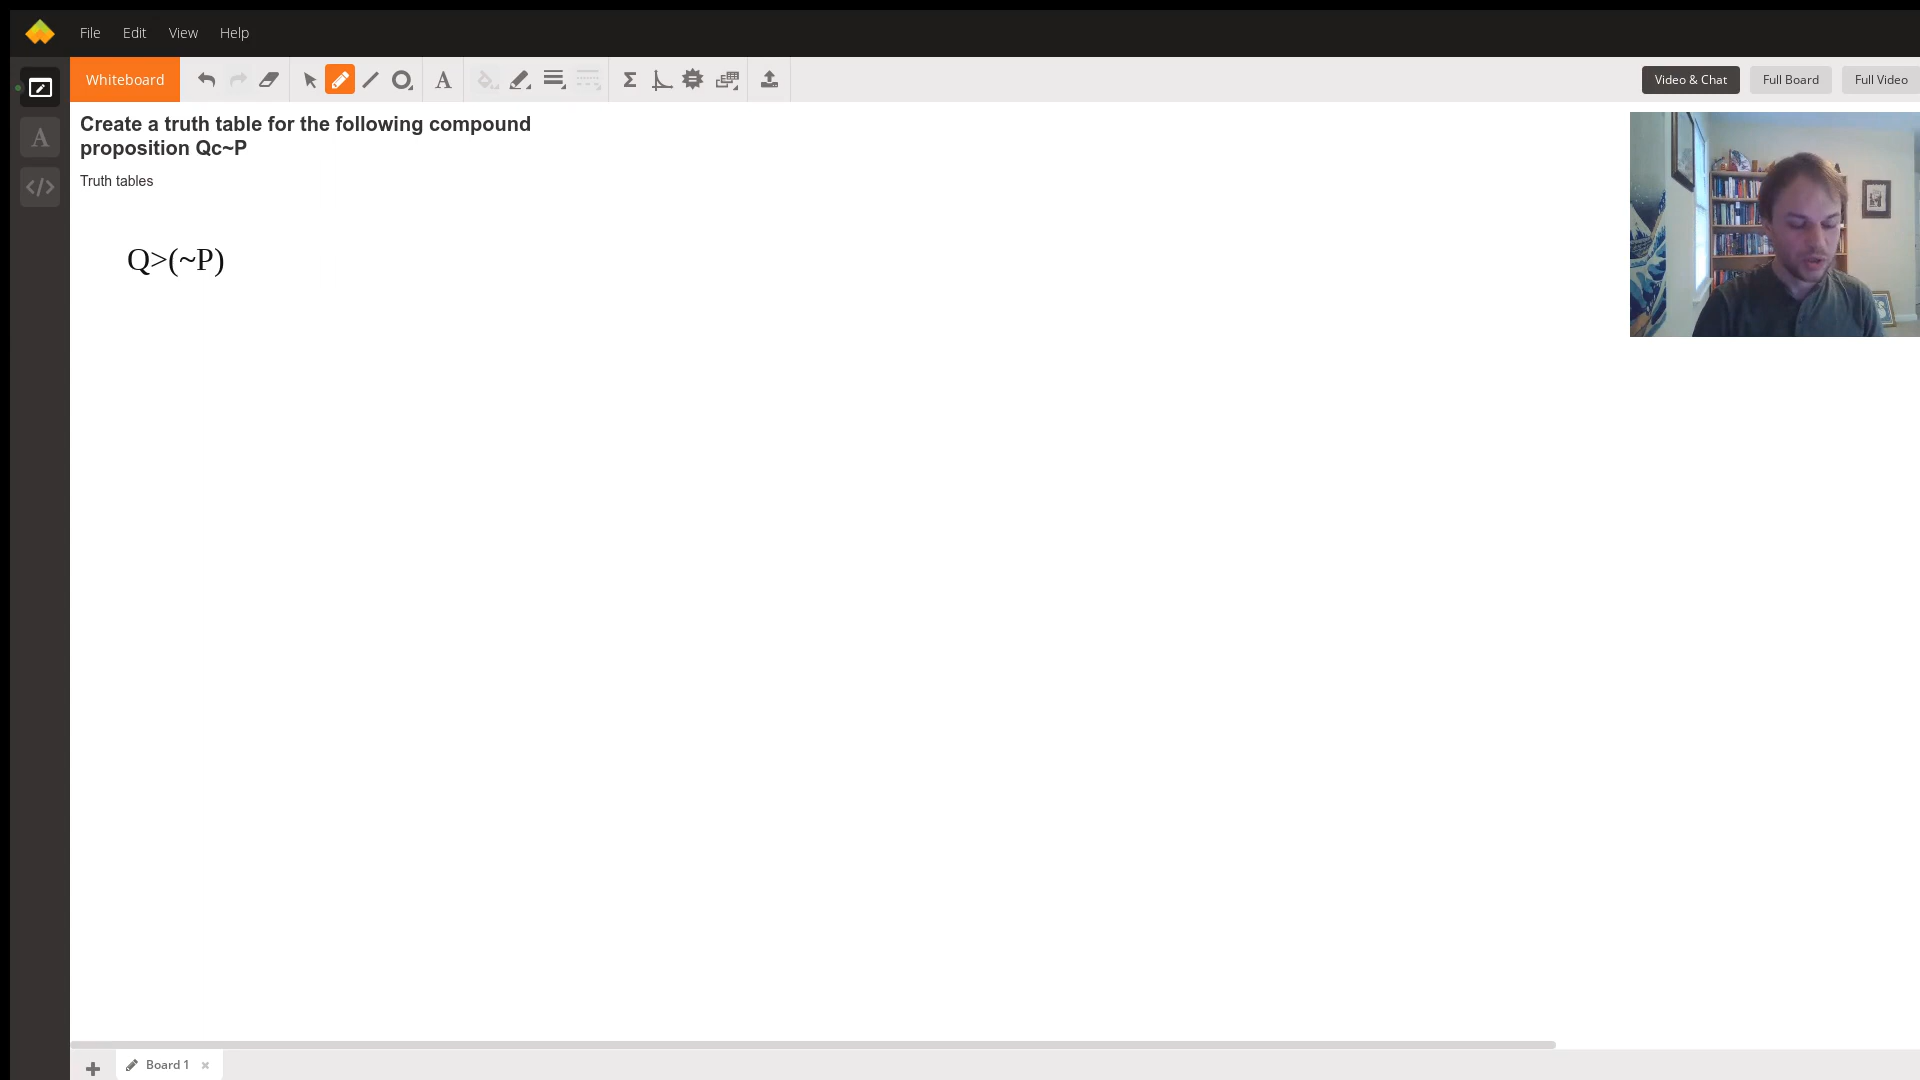 File Edit View Help
Whiteboard
Video & Chat Full Board Full Video
Create a truth table for the following compound
proposition Qc~P
Truth tables
Q>(~P)
Board 1